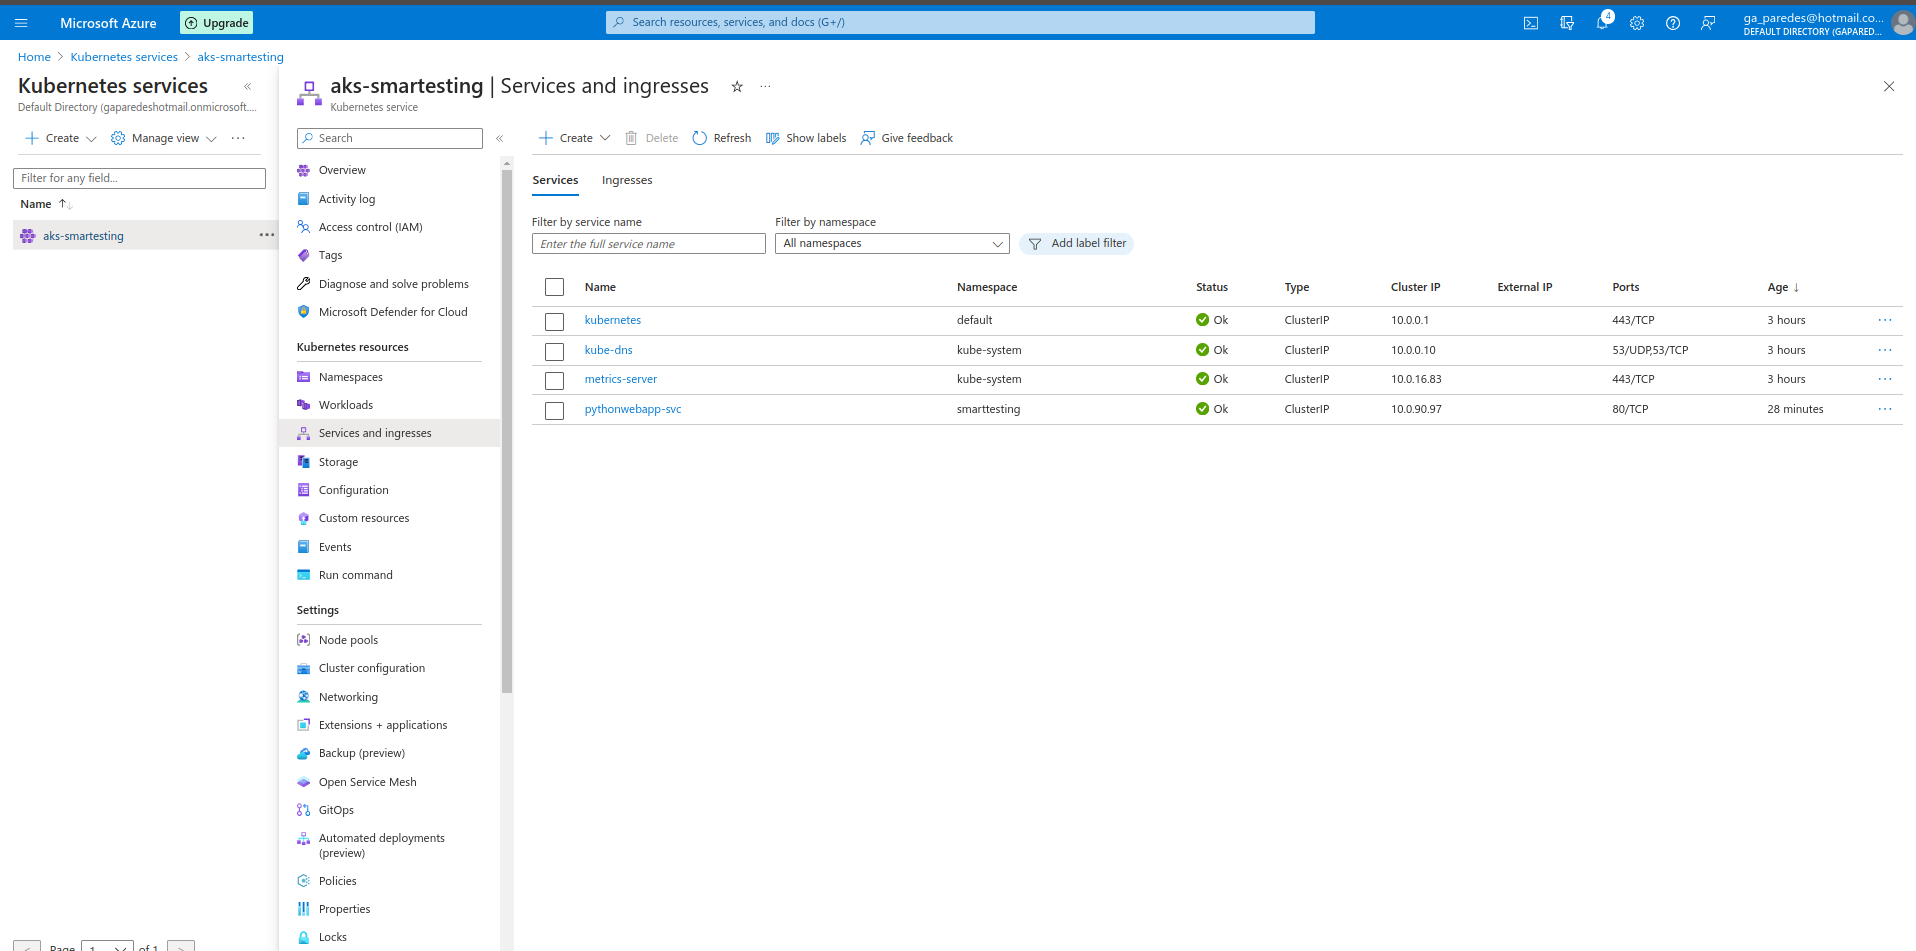 Microsoft Azure
Upgrade
Search resources, services, and docs (G+/)
4
ga_paredes@hotmail.co...
DEFAULT DIRECTORY (GAPARED...
Home > Kubernetes services > aks-smartesting
Kubernetes services
Default Directory (gaparedeshotmail.onmicrosoft....
Create
Manage view
Filter for any field...
Name
aks-smartesting
Page 1 of 1
aks-smartesting | Services and ingresses
Kubernetes service
Search
Overview
Activity log
Access control (IAM)
Tags
Diagnose and solve problems
Microsoft Defender for Cloud
Kubernetes resources
Namespaces
Workloads
Services and ingresses
Storage
Configuration
Custom resources
Events
Run command
Settings
Node pools
Cluster configuration
Networking
Extensions + applications
Backup (preview)
Open Service Mesh
GitOps
Automated deployments
(preview)
Policies
Properties
Locks
Create Delete Refresh Show labels Give feedback
Services Ingresses
Filter by service name Filter by namespace
Enter the full service name All namespaces Add label filter
Name Namespace Status Type Cluster IP External IP Ports Age ↓
kubernetes default Ok ClusterIP 10.0.0.1 443/TCP 3 hours
kube-dns kube-system Ok ClusterIP 10.0.0.10 53/UDP,53/TCP 3 hours
metrics-server kube-system Ok ClusterIP 10.0.16.83 443/TCP 3 hours
pythonwebapp-svc smarttesting Ok ClusterIP 10.0.90.97 80/TCP 28 minutes